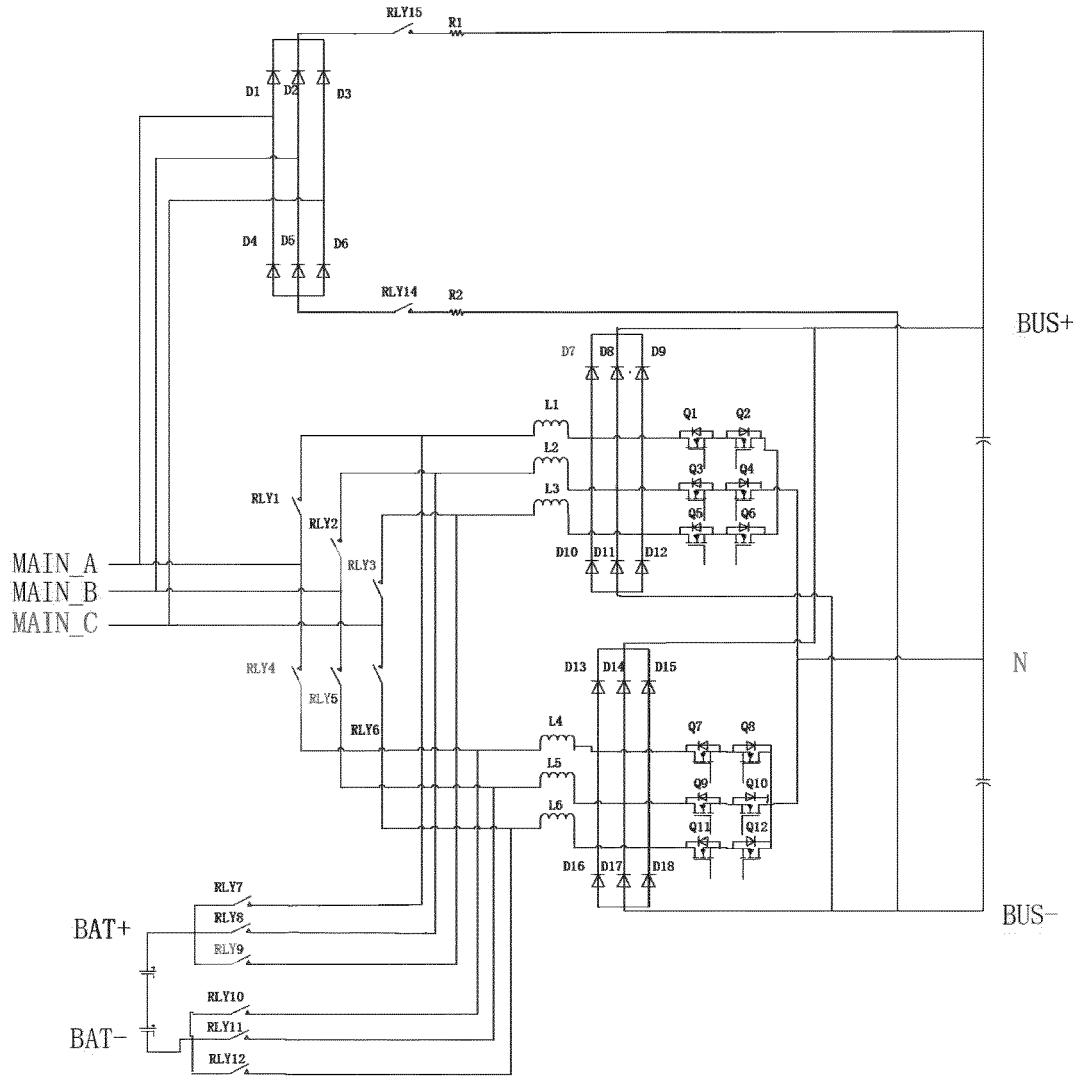 RLY15
R1
D1
D2
D3
D4
D5
D6
RLY14
R2
BUS+
D7
D8
D9
L1
Q1
Q2
L2
Q3
Q4
RLY1
L3
Q5
Q6
RLY2
D10
D11
D12
MAIN_A
RLY3
MAIN_B
MAIN_C
RLY4
D13
D14
D15
N
RLY5
RLY6
L4
Q7
Q8
L5
Q9
Q10
L6
Q11
Q12
D16
D17
D18
RLY7
BUS-
BAT+
RLY8
RLY9
RLY10
RLY11
BAT-
RLY12